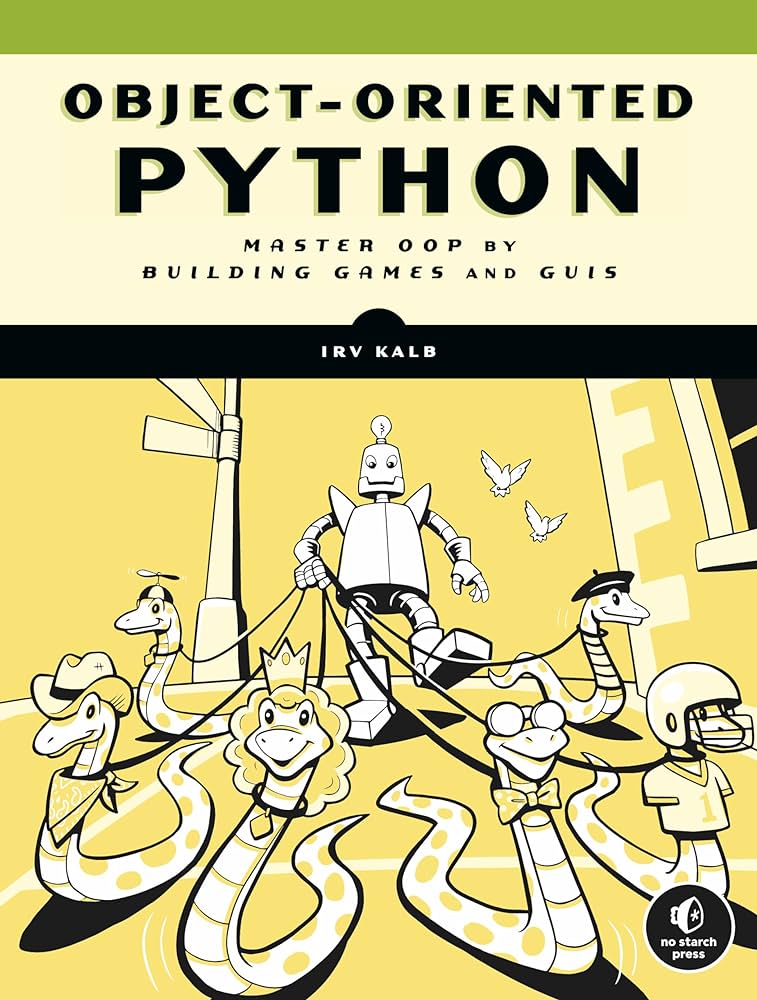 OBJECT-ORIENTED
PYTHON
MASTER OOP BY
BUILDING GAMES AND GUIS
IRV KALB
1
no starch
press